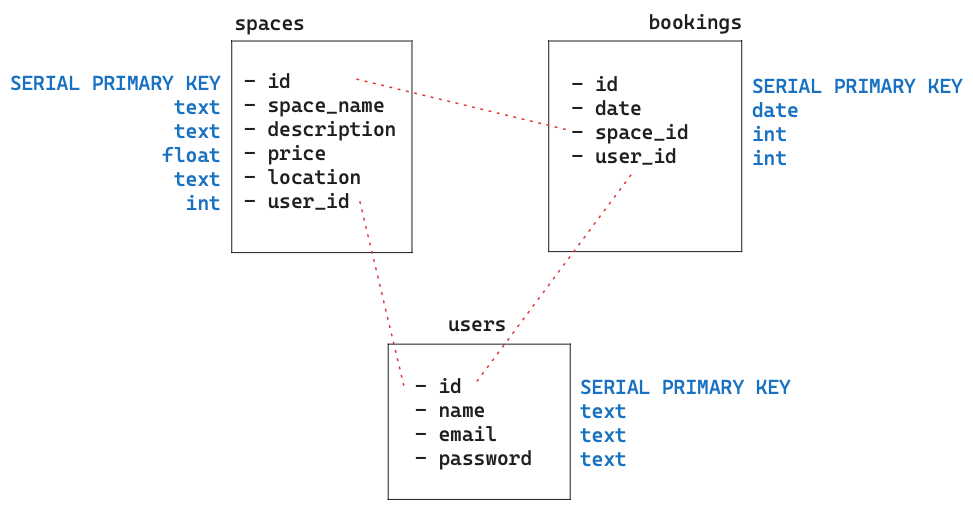 spaces
SERIAL PRIMARY KEY - id
text - space_name
text - description
float - price
text - location
int - user_id
bookings
- id SERIAL PRIMARY KEY
- date date
- space_id int
- user_id int
users
- id SERIAL PRIMARY KEY
- name text
- email text
- password text